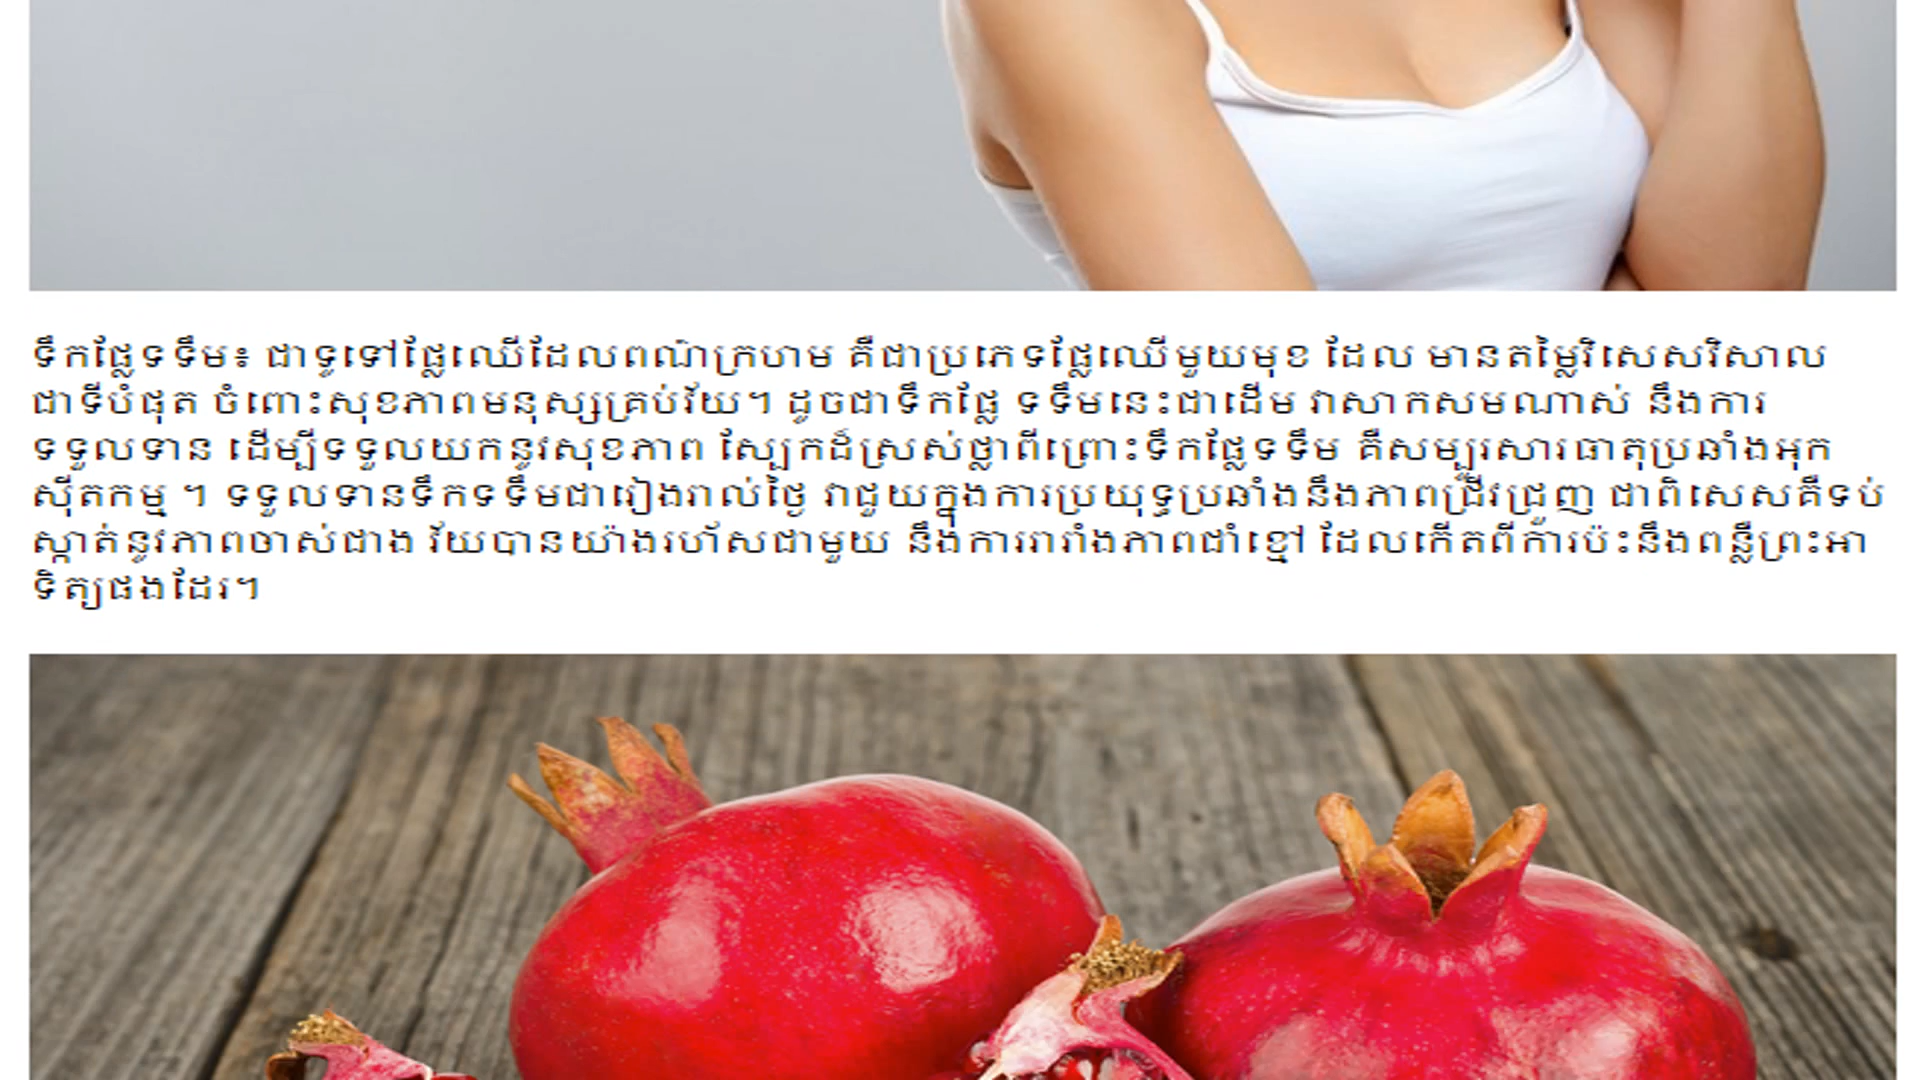 ទឹកផ្លែទទឹម៖ ជាទូទៅផ្លែឈើដែលពណ៌ក្រហម គឺជាប្រភេទផ្លែឈើមួយមុខ ដែល មានតម្លៃវិសេសវិសាល
ជាទីបំផុត ចំពោះសុខភាពមនុស្សគ្រប់វ័យ។ ដូចជាទឹកផ្លែ ទទឹមនេះជាដើម វាសាកសមណាស់ នឹងការ
ទទួលទាន ដើម្បីទទួលយកនូវសុខភាព ស្បែកដ៏ស្រស់ថ្លាពីព្រោះទឹកផ្លែទទឹម គឺសម្បូរសារធាតុប្រឆាំងអុក
ស៊ីតកម្ម ។ ទទួលទានទឹកទទឹមជារៀងរាល់ថ្ងៃ វាជួយក្នុងការប្រយុទ្ធប្រឆាំងនឹងភាពជ្រីវជ្រួញ ជាពិសេសគឺទប់
ស្កាត់នូវភាពចាស់ជាង វ័យបានយ៉ាងរហ័សជាមួយ នឹងការរារាំងភាពជាំខ្មៅ ដែលកើតពីការប៉ះនឹងពន្លឺព្រះអា
ទិត្យផងដែរ។